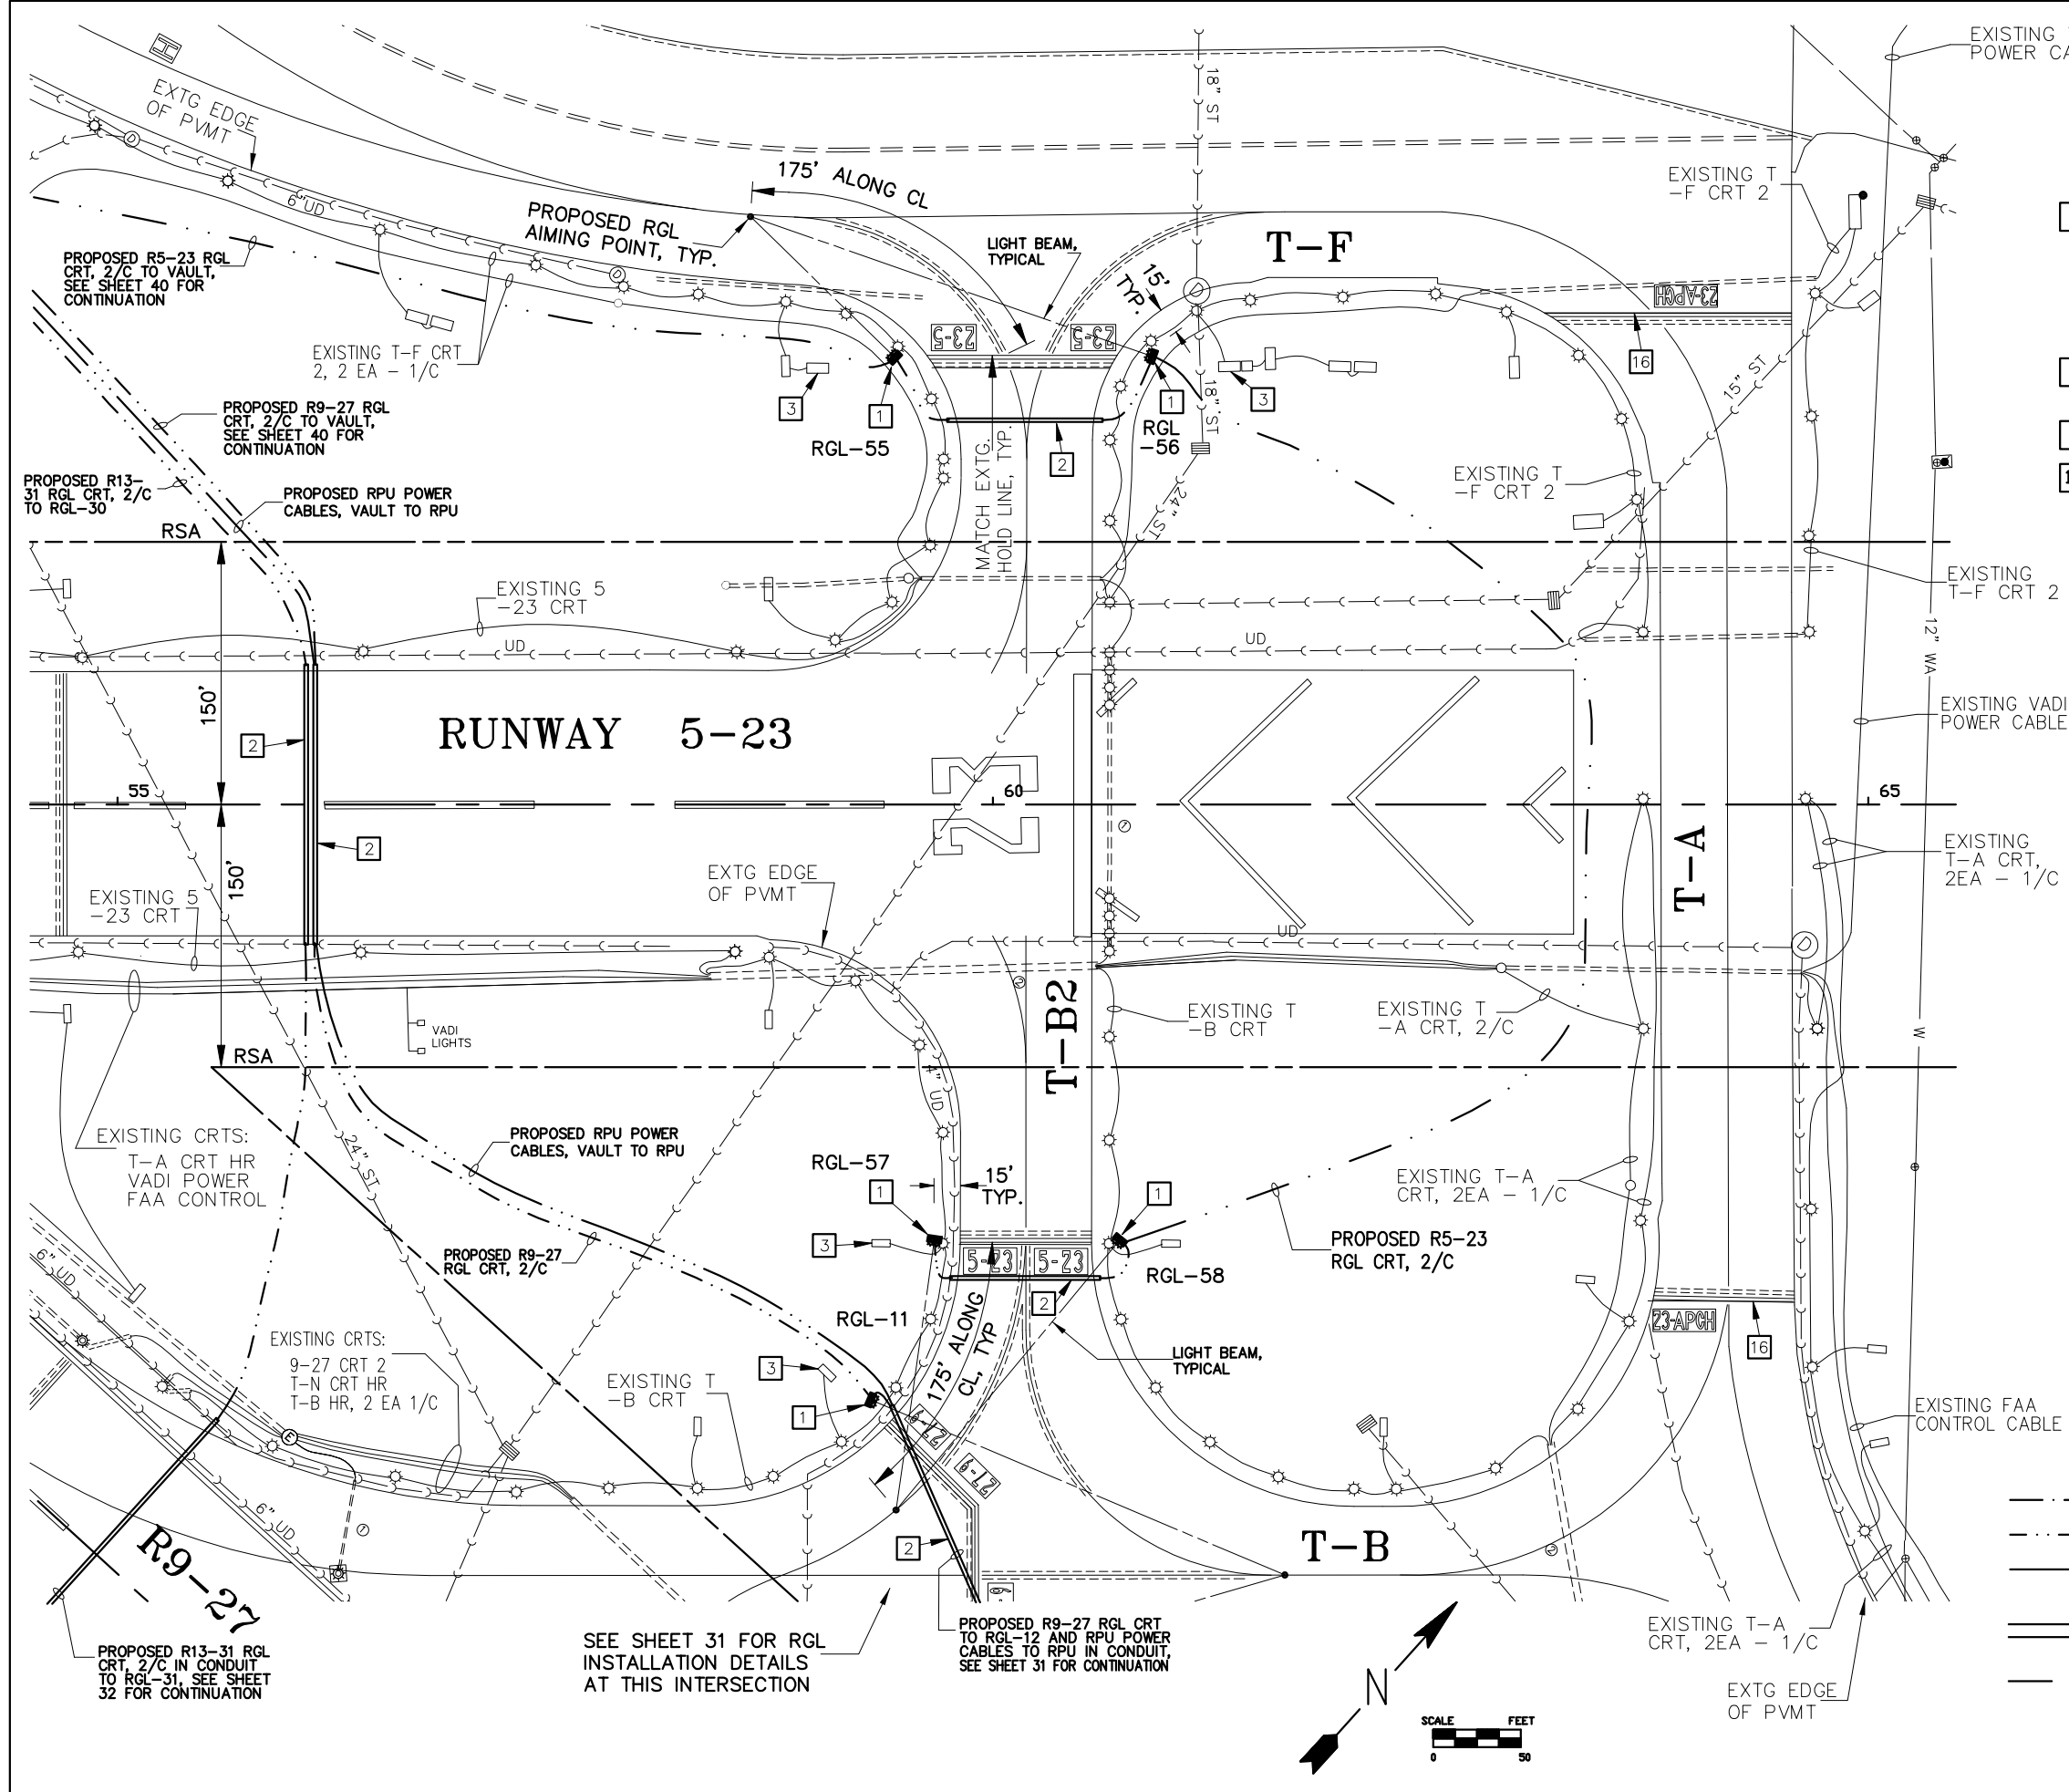 EXISTING
POWER CA
18" ST
EXTG EDGE
OF PVMT
175' ALONG CL
EXISTING T
-F CRT 2
6"UD
PROPOSED RGL
AIMING POINT, TYP.
LIGHT BEAM,
TYPICAL
T-F
15'
TYP.
PROPOSED R5-23 RGL
CRT, 2/C TO VAULT,
SEE SHEET 40 FOR
CONTINUATION
23-APCH
23-5
23-5
EXISTING T-F CRT
2, 2 EA - 1/C
16
3
1
1
3
15" ST
18" ST
PROPOSED R9-27 RGL
CRT, 2/C TO VAULT,
SEE SHEET 40 FOR
CONTINUATION
RGL-55
RGL
-56
2
MATCH EXTG.
HOLD LINE, TYP.
24" ST
EXISTING T
-F CRT 2
PROPOSED R13-
31 RGL CRT, 2/C
TO RGL-30
PROPOSED RPU POWER
CABLES, VAULT TO RPU
RSA
EXISTING 5
-23 CRT
EXISTING
T-F CRT 2
UD
UD
12" WA
150'
EXISTING VADI
POWER CABLE
RUNWAY 5-23
2
23
55
60
65
2
150'
EXTG EDGE
OF PVMT
T-A
EXISTING
T-A CRT,
2EA - 1/C
EXISTING 5
-23 CRT
UD
T-B2
EXISTING T
-B CRT
EXISTING T
-A CRT, 2/C
VADI
LIGHTS
W
RSA
4" UD
EXISTING CRTS:
T-A CRT HR
VADI POWER
FAA CONTROL
24" ST
PROPOSED RPU POWER
CABLES, VAULT TO RPU
RGL-57
15'
TYP.
1
1
EXISTING T-A
CRT, 2EA - 1/C
3
PROPOSED R9-27
RGL CRT, 2/C
PROPOSED R5-23
RGL CRT, 2/C
5-23
5-23
RGL-58
6" UD
2
RGL-11
23-APCH
16
175' ALONG
CL, TYP
EXISTING CRTS:
9-27 CRT 2
T-N CRT HR
T-B HR, 2 EA 1/C
3
EXISTING T
-B CRT
LIGHT BEAM,
TYPICAL
1
27-9
27-9
EXISTING FAA
CONTROL CABLE
6" UD
2
T-B
R9-27
9
PROPOSED R13-31 RGL
CRT, 2/C IN CONDUIT
TO RGL-31, SEE SHEET
32 FOR CONTINUATION
SEE SHEET 31 FOR RGL
INSTALLATION DETAILS
AT THIS INTERSECTION
PROPOSED R9-27 RGL CRT
TO RGL-12 AND RPU POWER
CABLES TO RPU IN CONDUIT,
SEE SHEET 31 FOR CONTINUATION
EXISTING T-A
CRT, 2EA - 1/C
N
EXTG EDGE
OF PVMT
SCALE FEET
0 50